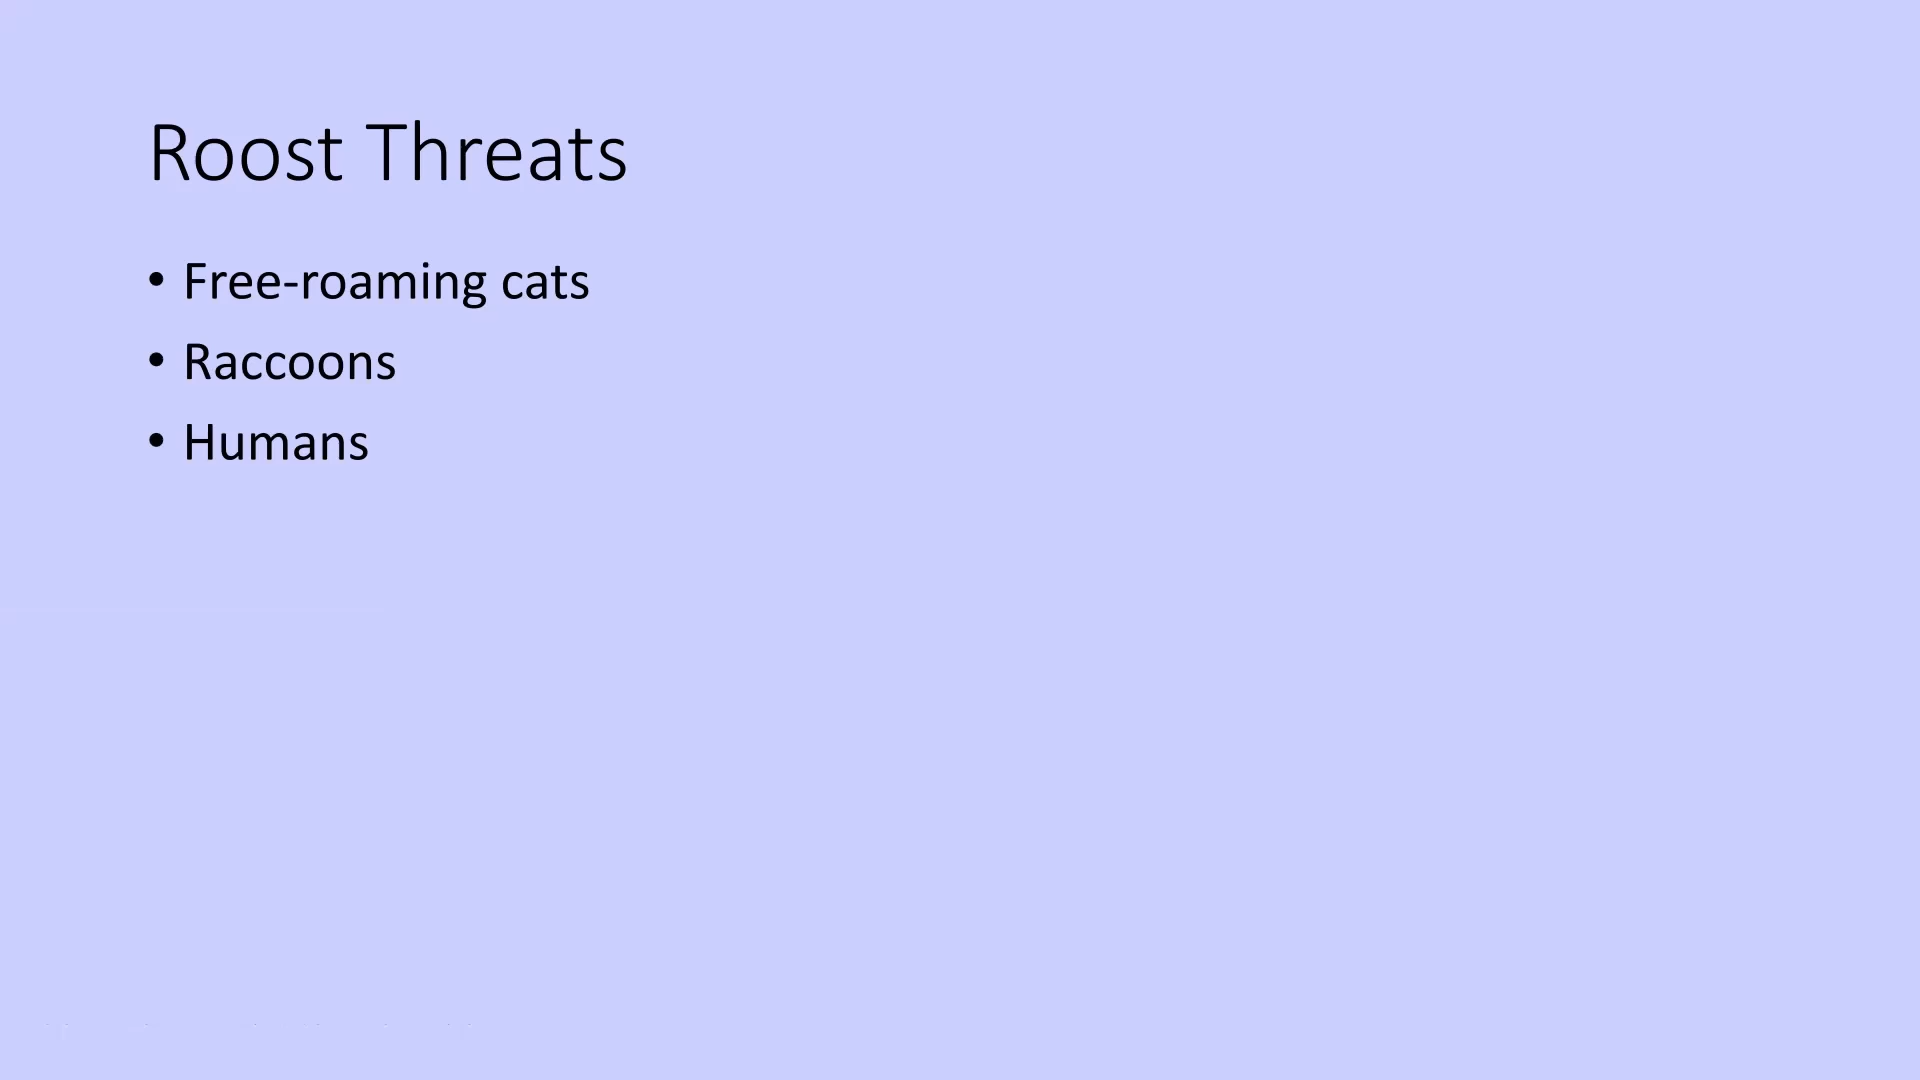 Roost Threats
• Free-roaming cats
• Raccoons
• Humans